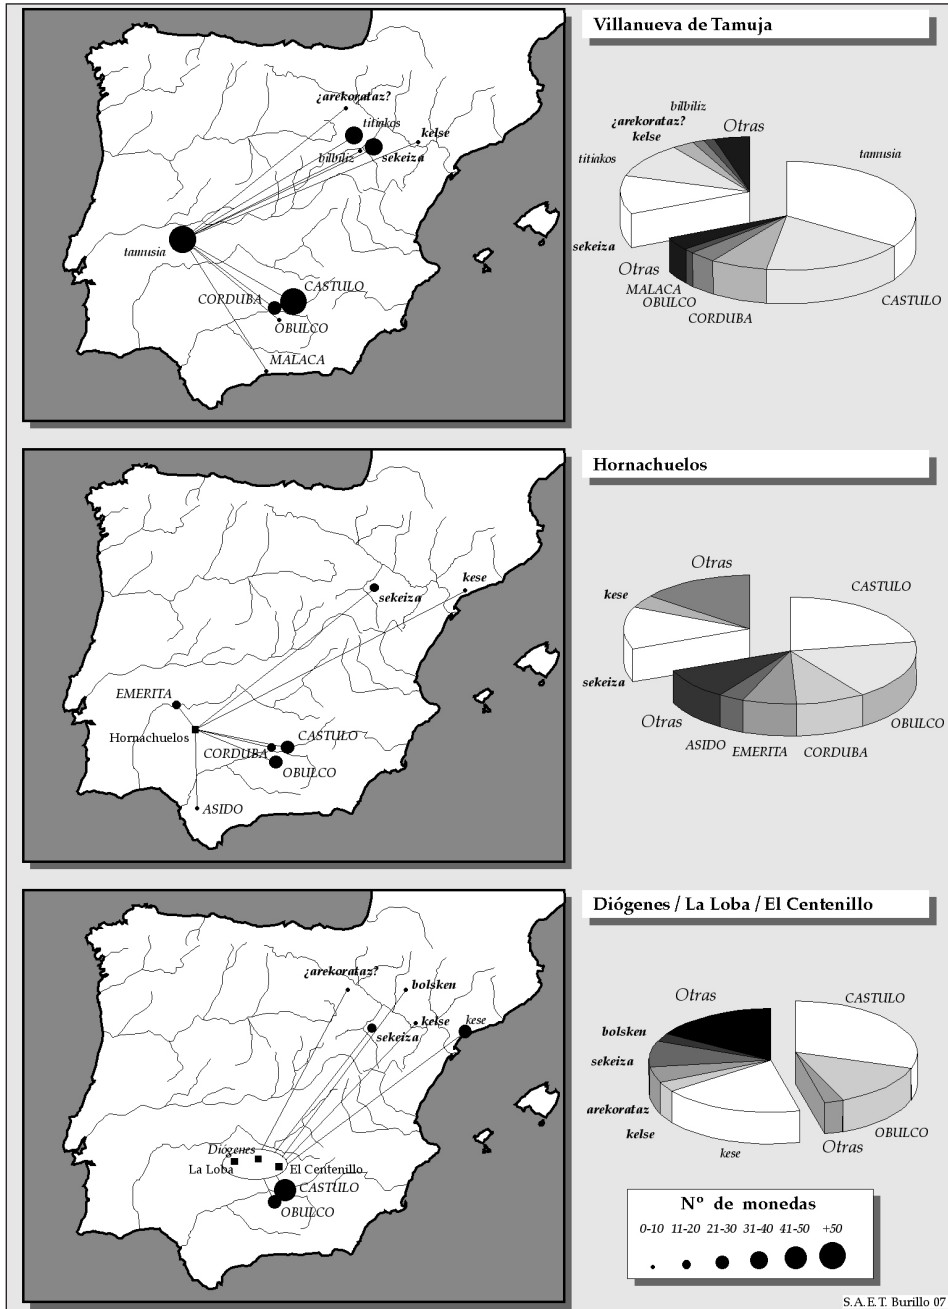 Villanueva de Tamuja
¿arekorataz?
titiakos
kelse
bilbiliz
sekeiza
tamusia
CASTULO
CORDUBA
OBULCO
MALACA
bilbiliz
¿arekorataz?
Otras
kelse
titiakos
tamusia
sekeiza
Otras
MALACA
OBULCO
CORDUBA
CASTULO
Hornachuelos
kese
sekeiza
EMERITA
Hornachuelos
CASTULO
CORDUBA
OBULCO
ASIDO
Otras
CASTULO
kese
sekeiza
Otras
ASIDO
EMERITA
CORDUBA
OBULCO
Diógenes / La Loba / El Centenillo
¿arekorataz?
bolsken
kelse
kese
sekeiza
Diógenes
La Loba
El Centenillo
CASTULO
OBULCO
Otras
CASTULO
bolsken
sekeiza
arekorataz
kelse
kese
Otras
OBULCO
Nº de monedas
0-10 11-20 21-30 31-40 41-50 +50
S.A.E.T. Burillo 07